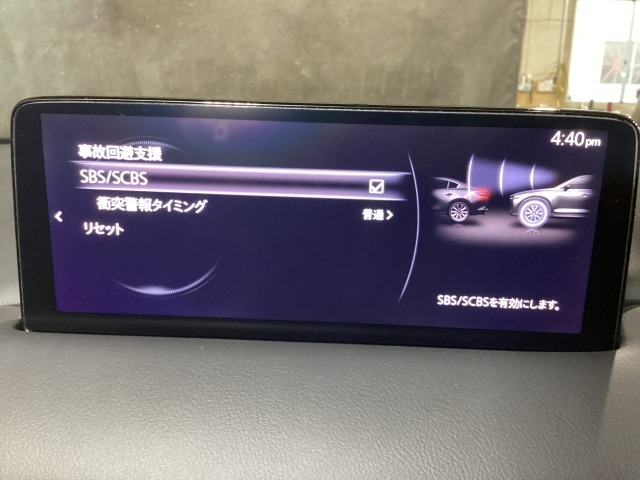 4:40pm
事故回避支援
SBS/SCBS
衝突警報タイミング
普通
リセット
SBS/SCBSを有効にします。